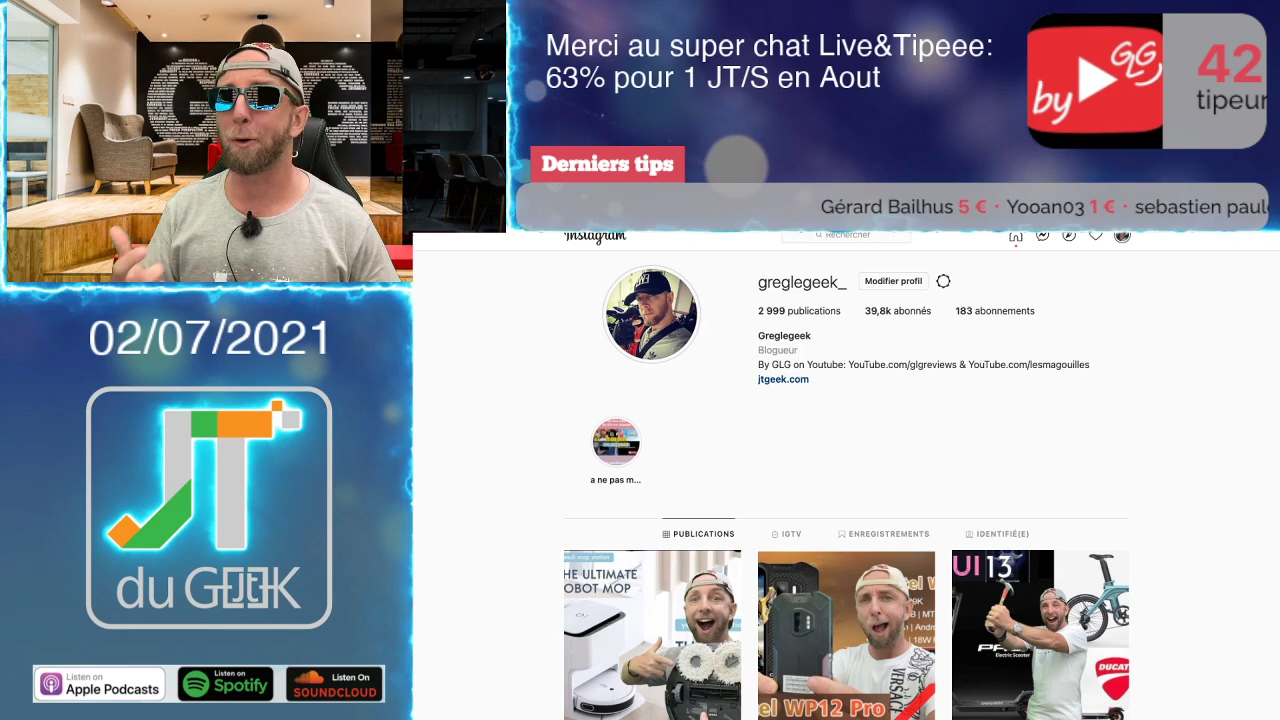 Merci au super chat Live&Tipeee:
63% pour 1 JT/S en Aout
by GLG
42
tipeur
Derniers tips
Gérard Bailhus 5 € · Yooan03 1 € · sebastien paul
Instagram
Rechercher
greglegeek_ Modifier profil
2 999 publications 39,8k abonnés 183 abonnements
Greglegeek
Blogueur
By GLG on Youtube: YouTube.com/glgreviews & YouTube.com/lesmagouilles
jtgeek.com
a ne pas m...
PUBLICATIONS IGTV ENREGISTREMENTS IDENTIFIÉ(E)
HE ULTIMATE
OBOT MOP
WP12 Pro
UI 13
Electric Scooter
DUCAT
02/07/2021
JT
du GEEK
Listen on
Apple Podcasts
Listen on
Spotify
Listen On
SOUNDCLOUD